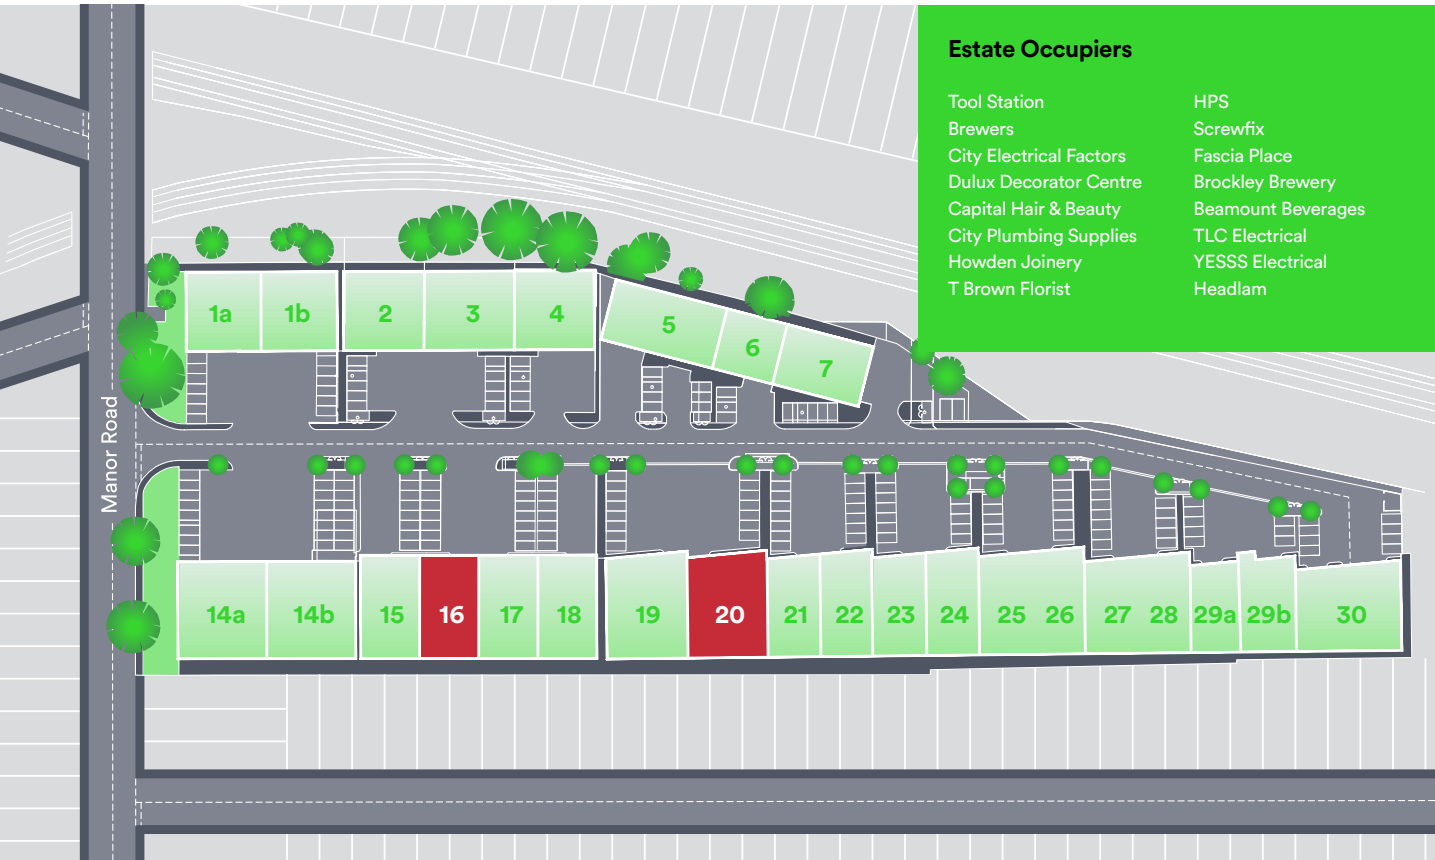 Estate Occupiers
Tool Station
Brewers
City Electrical Factors
Dulux Decorator Centre
Capital Hair & Beauty
City Plumbing Supplies
Howden Joinery
T Brown Florist
HPS
Screwfix
Fascia Place
Brockley Brewery
Beamount Beverages
TLC Electrical
YESSS Electrical
Headlam
1a 1b 2 3 4 5 6 7
Manor Road
14a 14b 15 16 17 18 19 20 21 22 23 24 25 26 27 28 29a 29b 30